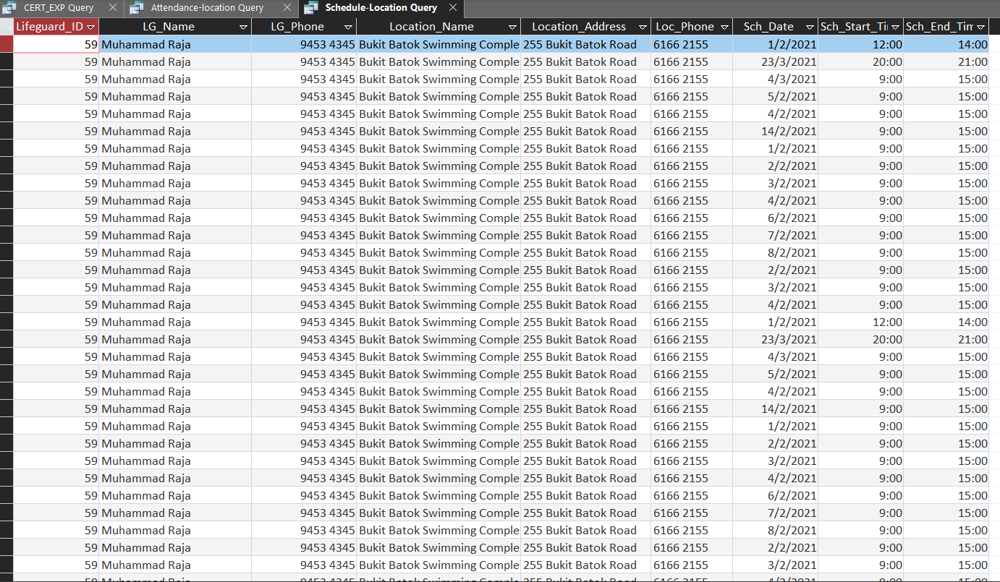 CERT_EXP Query Attendance-location Query Schedule-Location Query
Lifeguard_ID LG_Name LG_Phone Location_Name Location_Address Loc_Phone Sch_Date Sch_Start_Tii Sch_End_Tim
59 Muhammad Raja 9453 4345 Bukit Batok Swimming Comple 255 Bukit Batok Road 6166 2155 1/2/2021 12:00 14:00
59 Muhammad Raja 9453 4345 Bukit Batok Swimming Comple 255 Bukit Batok Road 6166 2155 23/3/2021 20:00 21:00
59 Muhammad Raja 9453 4345 Bukit Batok Swimming Comple 255 Bukit Batok Road 6166 2155 4/3/2021 9:00 15:00
59 Muhammad Raja 9453 4345 Bukit Batok Swimming Comple 255 Bukit Batok Road 6166 2155 5/2/2021 9:00 15:00
59 Muhammad Raja 9453 4345 Bukit Batok Swimming Comple 255 Bukit Batok Road 6166 2155 4/2/2021 9:00 15:00
59 Muhammad Raja 9453 4345 Bukit Batok Swimming Comple 255 Bukit Batok Road 6166 2155 14/2/2021 9:00 15:00
59 Muhammad Raja 9453 4345 Bukit Batok Swimming Comple 255 Bukit Batok Road 6166 2155 1/2/2021 9:00 15:00
59 Muhammad Raja 9453 4345 Bukit Batok Swimming Comple 255 Bukit Batok Road 6166 2155 2/2/2021 9:00 15:00
59 Muhammad Raja 9453 4345 Bukit Batok Swimming Comple 255 Bukit Batok Road 6166 2155 3/2/2021 9:00 15:00
59 Muhammad Raja 9453 4345 Bukit Batok Swimming Comple 255 Bukit Batok Road 6166 2155 4/2/2021 9:00 15:00
59 Muhammad Raja 9453 4345 Bukit Batok Swimming Comple 255 Bukit Batok Road 6166 2155 6/2/2021 9:00 15:00
59 Muhammad Raja 9453 4345 Bukit Batok Swimming Comple 255 Bukit Batok Road 6166 2155 7/2/2021 9:00 15:00
59 Muhammad Raja 9453 4345 Bukit Batok Swimming Comple 255 Bukit Batok Road 6166 2155 8/2/2021 9:00 15:00
59 Muhammad Raja 9453 4345 Bukit Batok Swimming Comple 255 Bukit Batok Road 6166 2155 2/2/2021 9:00 15:00
59 Muhammad Raja 9453 4345 Bukit Batok Swimming Comple 255 Bukit Batok Road 6166 2155 3/2/2021 9:00 15:00
59 Muhammad Raja 9453 4345 Bukit Batok Swimming Comple 255 Bukit Batok Road 6166 2155 4/2/2021 9:00 15:00
59 Muhammad Raja 9453 4345 Bukit Batok Swimming Comple 255 Bukit Batok Road 6166 2155 1/2/2021 12:00 14:00
59 Muhammad Raja 9453 4345 Bukit Batok Swimming Comple 255 Bukit Batok Road 6166 2155 23/3/2021 20:00 21:00
59 Muhammad Raja 9453 4345 Bukit Batok Swimming Comple 255 Bukit Batok Road 6166 2155 4/3/2021 9:00 15:00
59 Muhammad Raja 9453 4345 Bukit Batok Swimming Comple 255 Bukit Batok Road 6166 2155 5/2/2021 9:00 15:00
59 Muhammad Raja 9453 4345 Bukit Batok Swimming Comple 255 Bukit Batok Road 6166 2155 4/2/2021 9:00 15:00
59 Muhammad Raja 9453 4345 Bukit Batok Swimming Comple 255 Bukit Batok Road 6166 2155 14/2/2021 9:00 15:00
59 Muhammad Raja 9453 4345 Bukit Batok Swimming Comple 255 Bukit Batok Road 6166 2155 1/2/2021 9:00 15:00
59 Muhammad Raja 9453 4345 Bukit Batok Swimming Comple 255 Bukit Batok Road 6166 2155 2/2/2021 9:00 15:00
59 Muhammad Raja 9453 4345 Bukit Batok Swimming Comple 255 Bukit Batok Road 6166 2155 3/2/2021 9:00 15:00
59 Muhammad Raja 9453 4345 Bukit Batok Swimming Comple 255 Bukit Batok Road 6166 2155 4/2/2021 9:00 15:00
59 Muhammad Raja 9453 4345 Bukit Batok Swimming Comple 255 Bukit Batok Road 6166 2155 6/2/2021 9:00 15:00
59 Muhammad Raja 9453 4345 Bukit Batok Swimming Comple 255 Bukit Batok Road 6166 2155 7/2/2021 9:00 15:00
59 Muhammad Raja 9453 4345 Bukit Batok Swimming Comple 255 Bukit Batok Road 6166 2155 8/2/2021 9:00 15:00
59 Muhammad Raja 9453 4345 Bukit Batok Swimming Comple 255 Bukit Batok Road 6166 2155 2/2/2021 9:00 15:00
59 Muhammad Raja 9453 4345 Bukit Batok Swimming Comple 255 Bukit Batok Road 6166 2155 3/2/2021 9:00 15:00